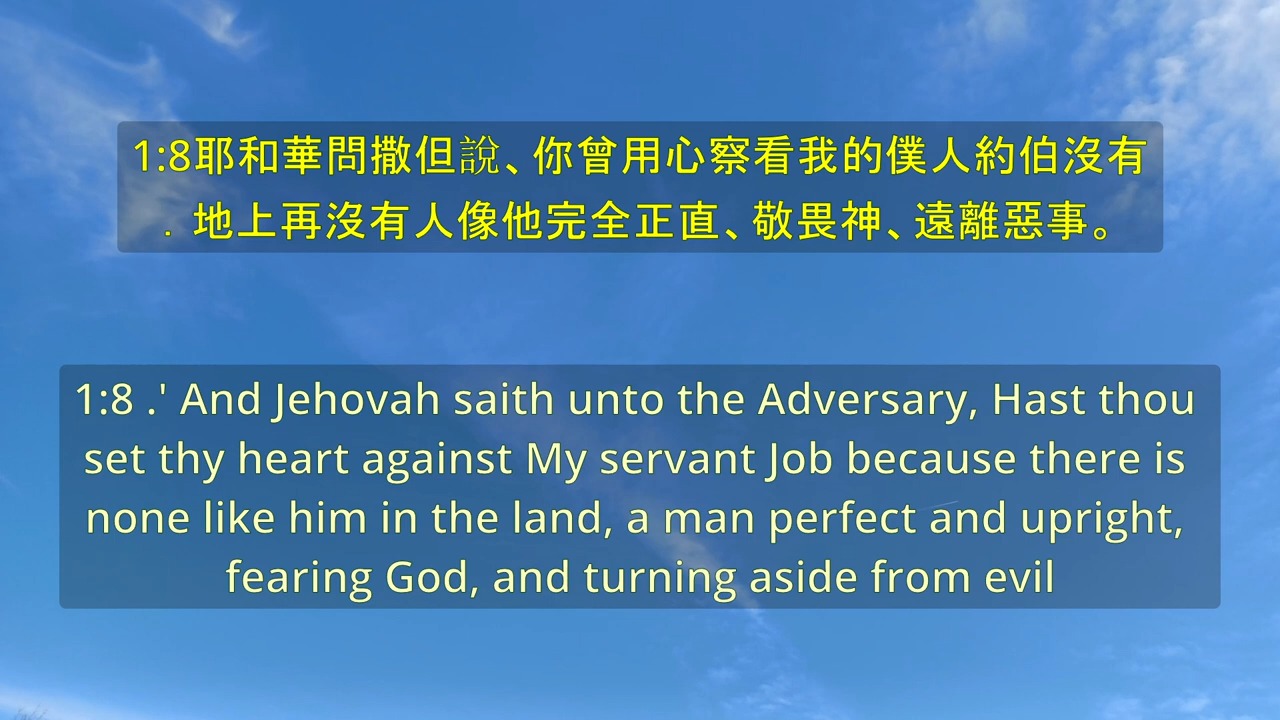 1:8耶和華問撒但說、你曾用心察看我的僕人約伯沒有
．地上再沒有人像他完全正直、敬畏神、遠離惡事。
1:8 .' And Jehovah saith unto the Adversary, Hast thou
set thy heart against My servant Job because there is
none like him in the land, a man perfect and upright,
fearing God, and turning aside from evil